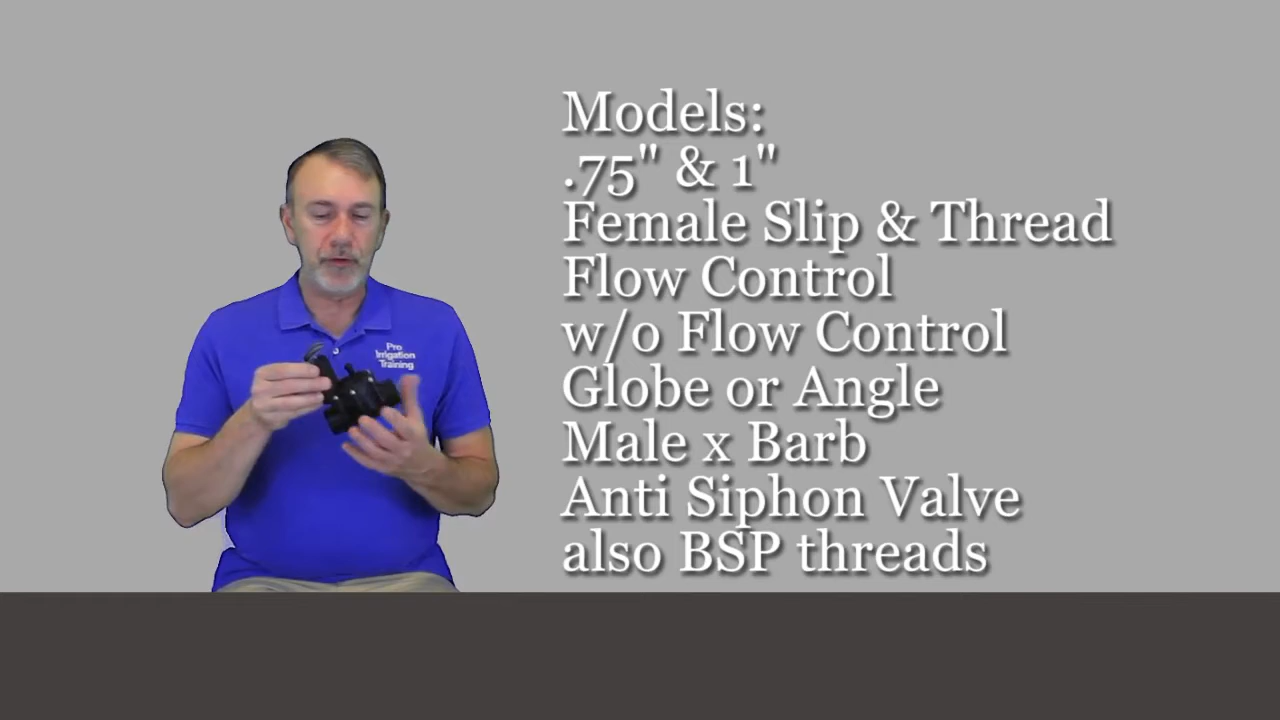 Models:
.75" & 1"
Female Slip & Thread
Flow Control
w/o Flow Control
Globe or Angle
Male x Barb
Anti Siphon Valve
also BSP threads
Pro
Irrigation
Training